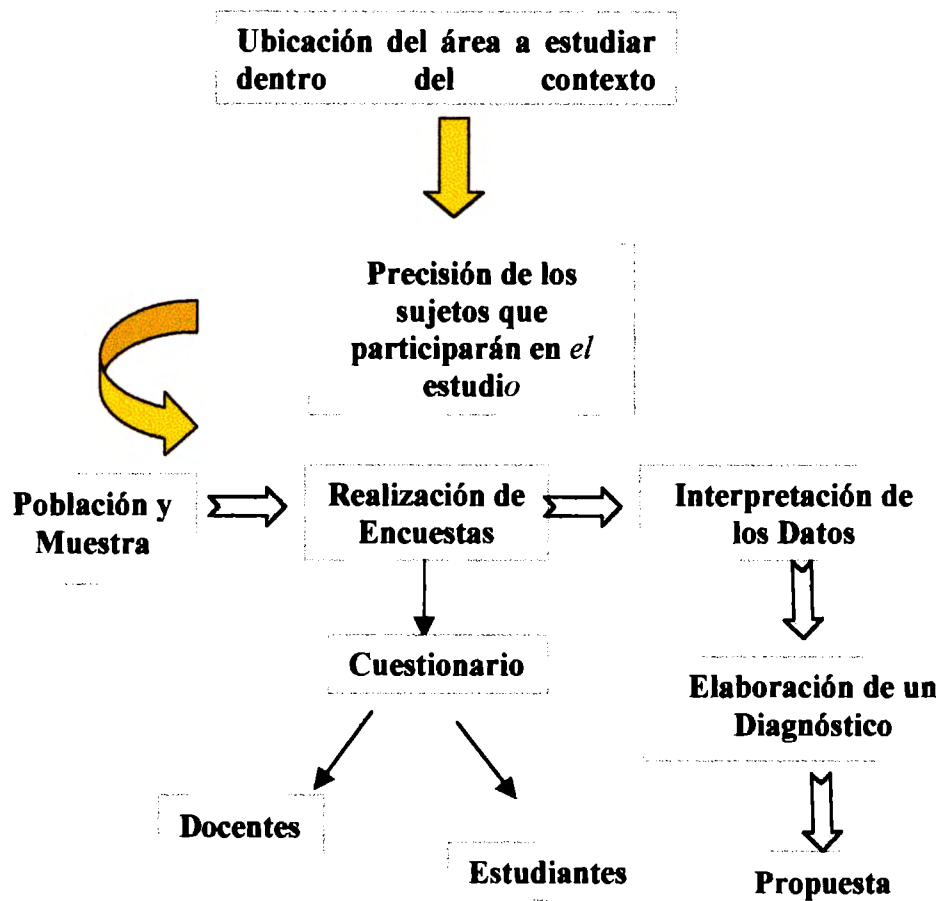 Ubicación del área a estudiar
dentro del contexto
Precisión de los
sujetos que
participarán en el
estudio
Población y
Muestra
Realización de
Encuestas
Interpretación de
los Datos
Cuestionario
Elaboración de un
Diagnóstico
Docentes
Estudiantes
Propuesta